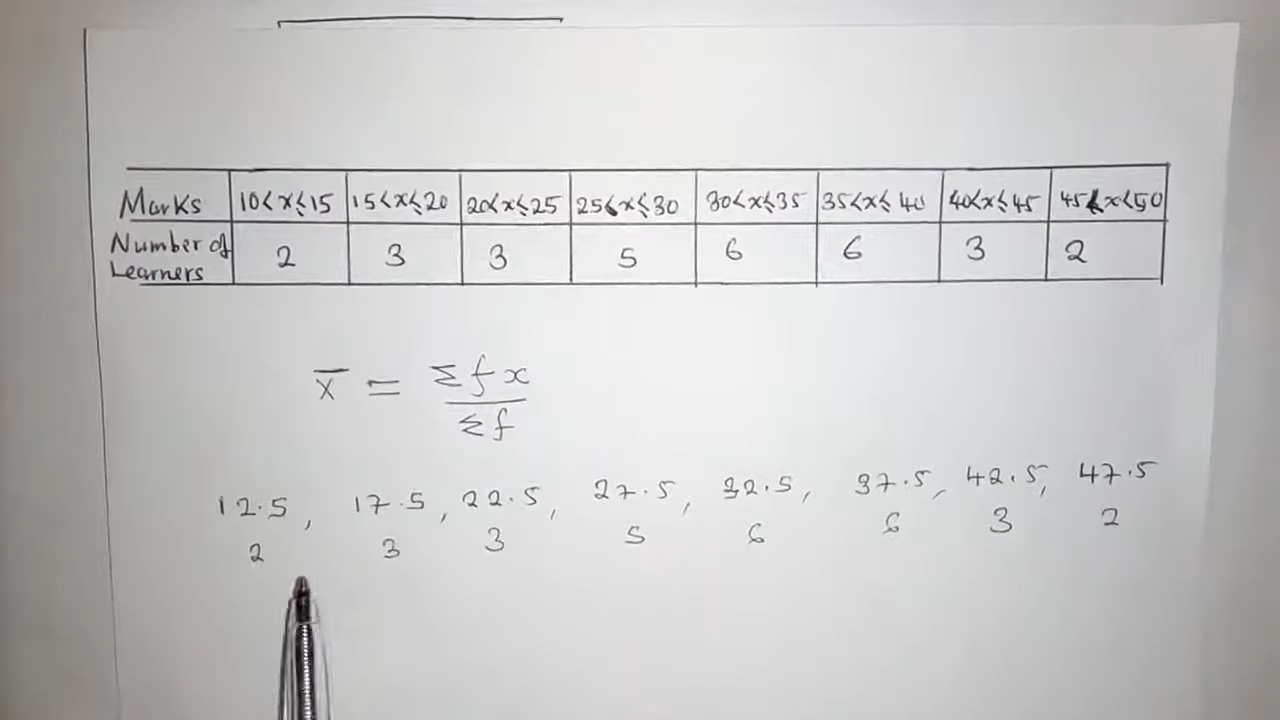 Marks 10<x≤15 15<x≤20 20<x≤25 25<x≤30 30<x≤35 35<x≤40 40<x≤45 45<x<50
Number of Learners 2 3 3 5 6 6 3 2
x̄ = Σfx / Σf
12.5, 17.5, 22.5, 27.5, 32.5, 37.5, 42.5, 47.5
2 3 3 5 6 6 3 2